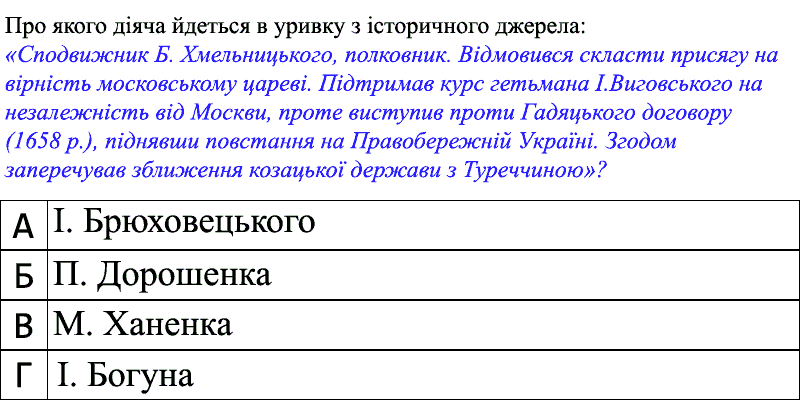 Про якого діяча йдеться в уривку з історичного джерела:
«Сподвижник Б. Хмельницького, полковник. Відмовився скласти присягу на
вірність московському цареві. Підтримав курс гетьмана І.Виговського на
незалежність від Москви, проте виступив проти Гадяцького договору
(1658 р.), піднявши повстання на Правобережній Україні. Згодом
заперечував зближення козацької держави з Туреччиною»?
А І. Брюховецького
Б П. Дорошенка
В М. Ханенка
Г І. Богуна